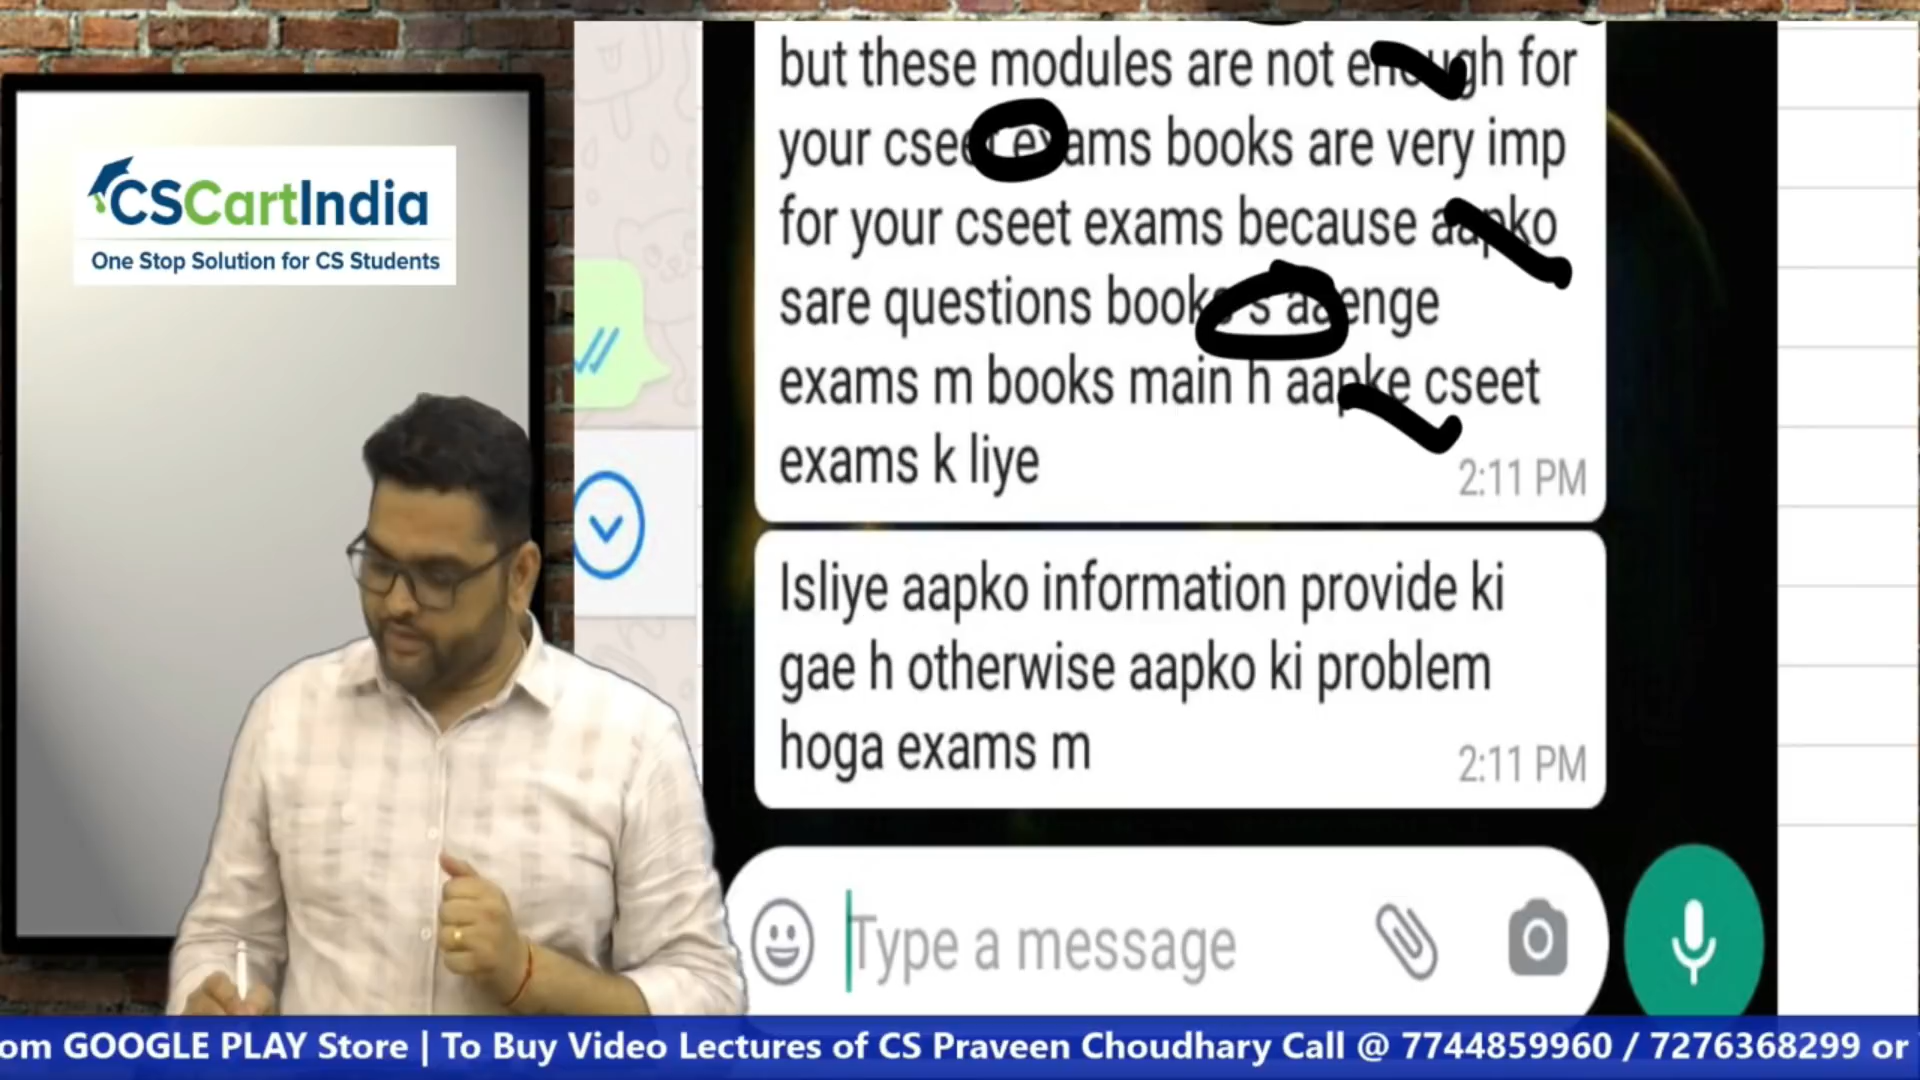 CSCartIndia
One Stop Solution for CS Students
but these modules are not enough for
your cseet exams books are very imp
for your cseet exams because aapko
sare questions books s aaenge
exams m books main h aapke cseet
exams k liye
2:11 PM
Isliye aapko information provide ki
gae h otherwise aapko ki problem
hoga exams m
2:11 PM
Type a message
om GOOGLE PLAY Store | To Buy Video Lectures of CS Praveen Choudhary Call @ 7744859960 / 7276368299 or